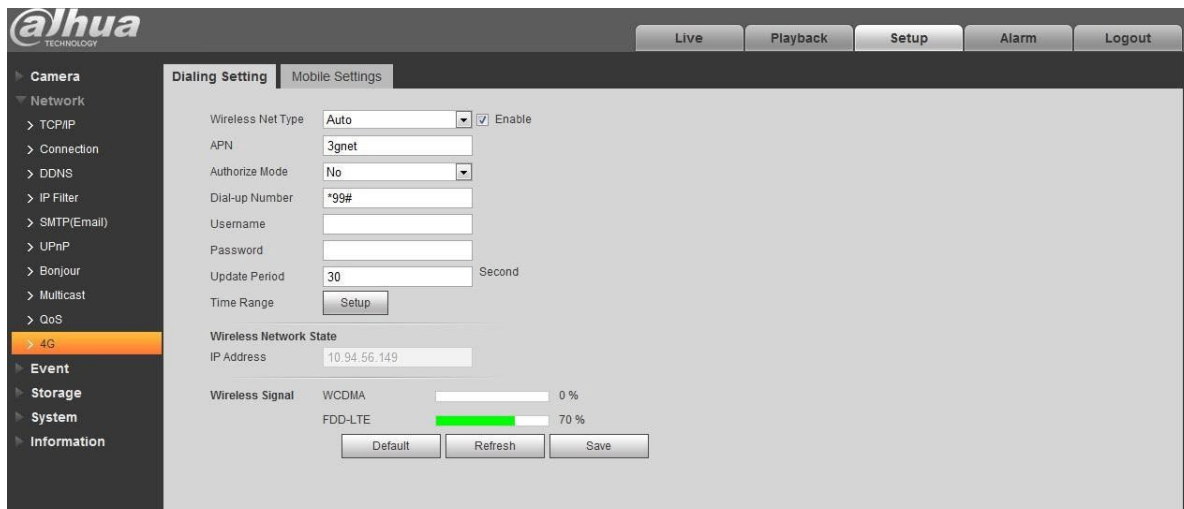 alhua
TECHNOLOGY
Live Playback Setup Alarm Logout
Camera
Network
TCP/IP
Connection
DDNS
IP Filter
SMTP(Email)
UPnP
Bonjour
Multicast
QoS
4G
Event
Storage
System
Information
Dialing Setting Mobile Settings
Wireless Net Type Auto Enable
APN 3gnet
Authorize Mode No
Dial-up Number *99#
Username
Password
Update Period 30 Second
Time Range Setup
Wireless Network State
IP Address 10.94.56.149
Wireless Signal WCDMA 0 %
FDD-LTE 70 %
Default Refresh Save